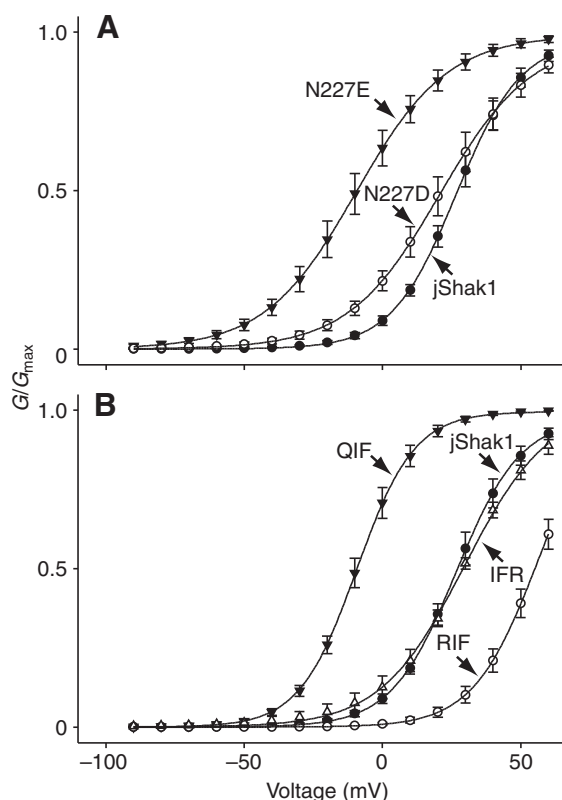 A
1.0
N227E
0.5
N227D
jShak1
0
G/Gmax
B
1.0
QIF
jShak1
0.5
IFR
RIF
0
−100
−50
0
50
Voltage (mV)